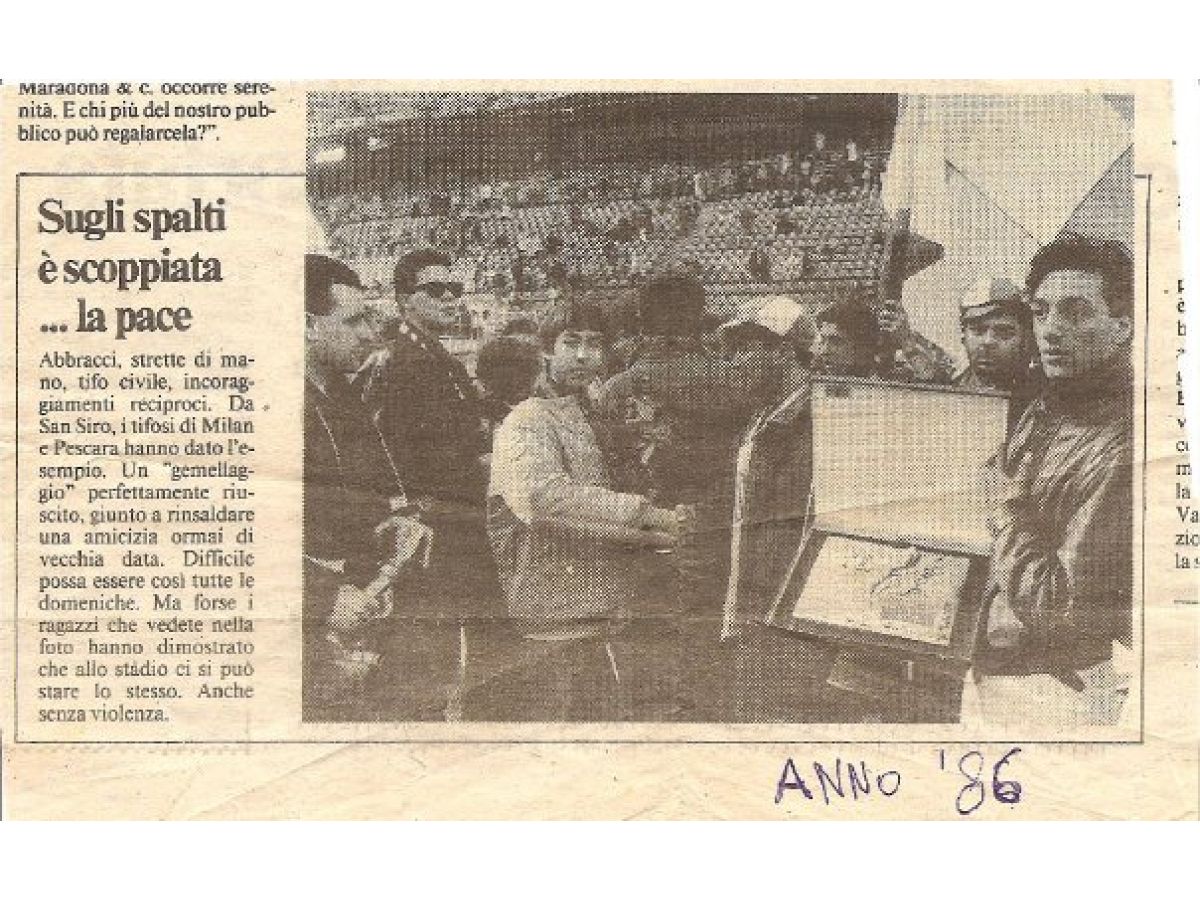 Maradona & c. occorre sere-
nità. E chi più del nostro pub-
blico può regalarcela?".
Sugli spalti
è scoppiata
... la pace
Abbracci, strette di ma-
no, tifo civile, incorag-
giamenti reciproci. Da
San Siro, i tifosi di Milan
e Pescara hanno dato l'e-
sempio. Un "gemellag-
gio" perfettamente riu-
scito, giunto a rinsaldare
una amicizia ormai di
vecchia data. Difficile
possa essere così tutte le
domeniche. Ma forse i
ragazzi che vedete nella
foto hanno dimostrato
che allo stadio ci si può
stare lo stesso. Anche
senza violenza.
la
Va
zio
la s
ANNO '86